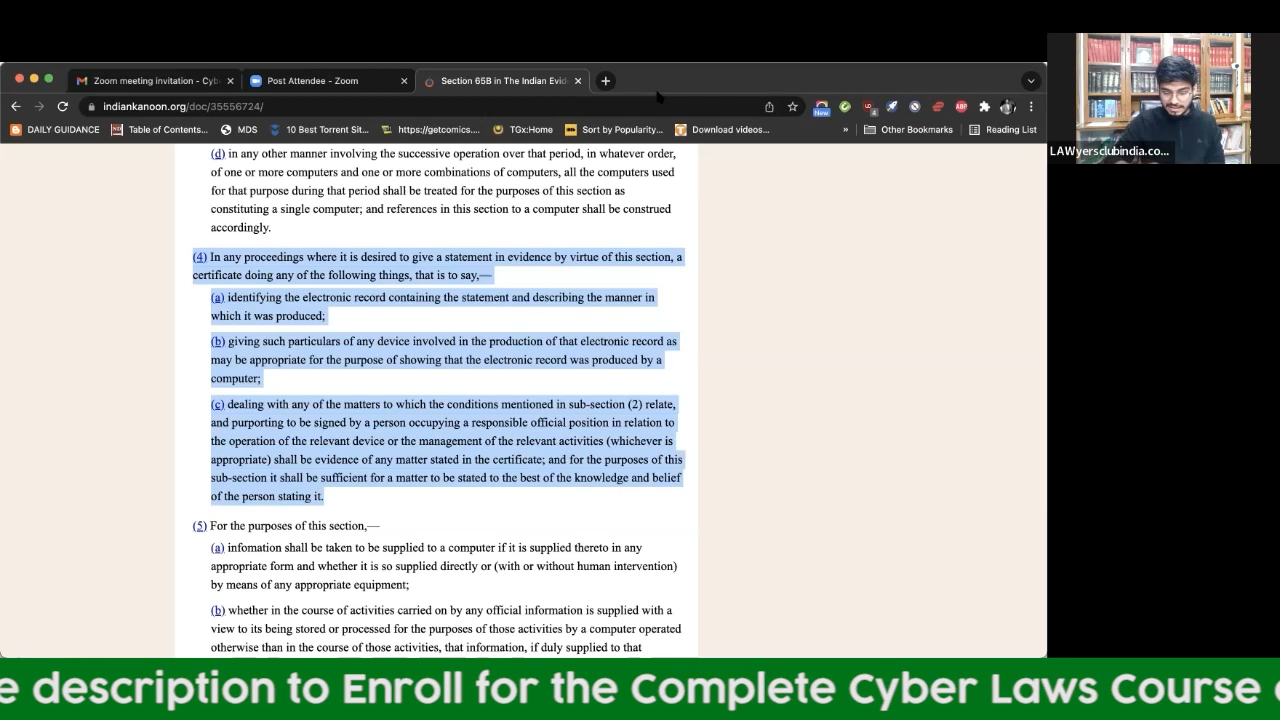 Zoom meeting invitation - Cyb
Post Attendee - Zoom
Section 65B in The Indian Evid
indiankanoon.org/doc/35556724/
New
4
ABP
DAILY GUIDANCE
Table of Contents...
MDS
10 Best Torrent Sit...
https://getcomics....
TGx:Home
Sort by Popularity...
Download videos...
»
Other Bookmarks
Reading List
LAWyersclubindia.co...
(d) in any other manner involving the successive operation over that period, in whatever order,
of one or more computers and one or more combinations of computers, all the computers used
for that purpose during that period shall be treated for the purposes of this section as
constituting a single computer; and references in this section to a computer shall be construed
accordingly.
(4) In any proceedings where it is desired to give a statement in evidence by virtue of this section, a
certificate doing any of the following things, that is to say,—
(a) identifying the electronic record containing the statement and describing the manner in
which it was produced;
(b) giving such particulars of any device involved in the production of that electronic record as
may be appropriate for the purpose of showing that the electronic record was produced by a
computer;
(c) dealing with any of the matters to which the conditions mentioned in sub-section (2) relate,
and purporting to be signed by a person occupying a responsible official position in relation to
the operation of the relevant device or the management of the relevant activities (whichever is
appropriate) shall be evidence of any matter stated in the certificate; and for the purposes of this
sub-section it shall be sufficient for a matter to be stated to the best of the knowledge and belief
of the person stating it.
(5) For the purposes of this section,—
(a) infomation shall be taken to be supplied to a computer if it is supplied thereto in any
appropriate form and whether it is so supplied directly or (with or without human intervention)
by means of any appropriate equipment;
(b) whether in the course of activities carried on by any official information is supplied with a
view to its being stored or processed for the purposes of those activities by a computer operated
otherwise than in the course of those activities, that information, if duly supplied to that
e description to Enroll for the Complete Cyber Laws Course